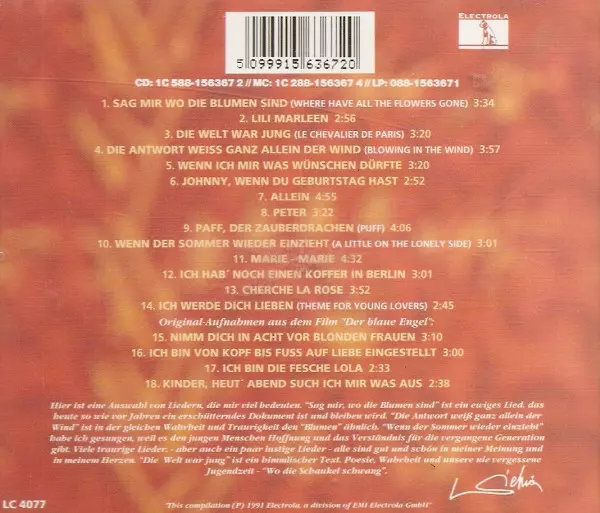 ELECTROLA
5 099915 636720
CD: 1C 588-156367 2 // MC: 1C 288-156367 4 // LP: 088-1563671
1. SAG MIR WO DIE BLUMEN SIND (WHERE HAVE ALL THE FLOWERS GONE) 3:34
2. LILI MARLEEN 2:56
3. DIE WELT WAR JUNG (LE CHEVALIER DE PARIS) 3:20
4. DIE ANTWORT WEISS GANZ ALLEIN DER WIND (BLOWING IN THE WIND) 3:57
5. WENN ICH MIR WAS WÜNSCHEN DÜRFTE 3:20
6. JOHNNY, WENN DU GEBURTSTAG HAST 2:52
7. ALLEIN 4:55
8. PETER 3:22
9. PAFF, DER ZAUBERDRACHEN (PUFF) 4:06
10. WENN DER SOMMER WIEDER EINZIEHT (A LITTLE ON THE LONELY SIDE) 3:01
11. MARIE - MARIE 4:32
12. ICH HAB´ NOCH EINEN KOFFER IN BERLIN 3:01
13. CHERCHE LA ROSE 3:52
14. ICH WERDE DICH LIEBEN (THEME FOR YOUNG LOVERS) 2:45
Original-Aufnahmen aus dem Film "Der blaue Engel":
15. NIMM DICH IN ACHT VOR BLONDEN FRAUEN 3:10
16. ICH BIN VON KOPF BIS FUSS AUF LIEBE EINGESTELLT 3:00
17. ICH BIN DIE FESCHE LOLA 2:33
18. KINDER, HEUT´ ABEND SUCH ICH MIR WAS AUS 2:38
Hier ist eine Auswahl von Liedern, die mir viel bedeuten. "Sag mir, wo die Blumen sind" ist ein ewiges Lied. das
heute so wie vor Jahren ein erschütterndes Dokument ist und bleiben wird. "Die Antwort weiß ganz allein der
Wind" ist in der gleichen Wahrheit und Traurigkeit den "Blumen" ähnlich. "Wenn der Sommer wieder einzieht"
habe ich gesungen, weil es den jungen Menschen Hoffnung und das Verständnis für die vergangene Generation
gibt. Viele traurige Lieder. - aber auch ein paar lustige Lieder - alle sind gut und schön in meiner Meinung und
in meinem Herzen. "Die Welt war jung" ist ein himmlischer Text. Poesie, Wahrheit und unsere nie vergessene
Jugendzeit - "Wo die Schaukel schwang".
LC 4077
"This compilation (P) 1991 Electrola, a division of EMI Electrola GmbH"